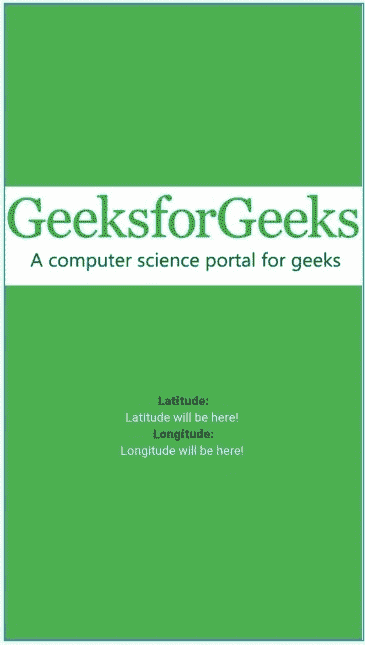 GeeksforGeeks
A computer science portal for geeks
Latitude:
Latitude will be here!
Longitude:
Longitude will be here!